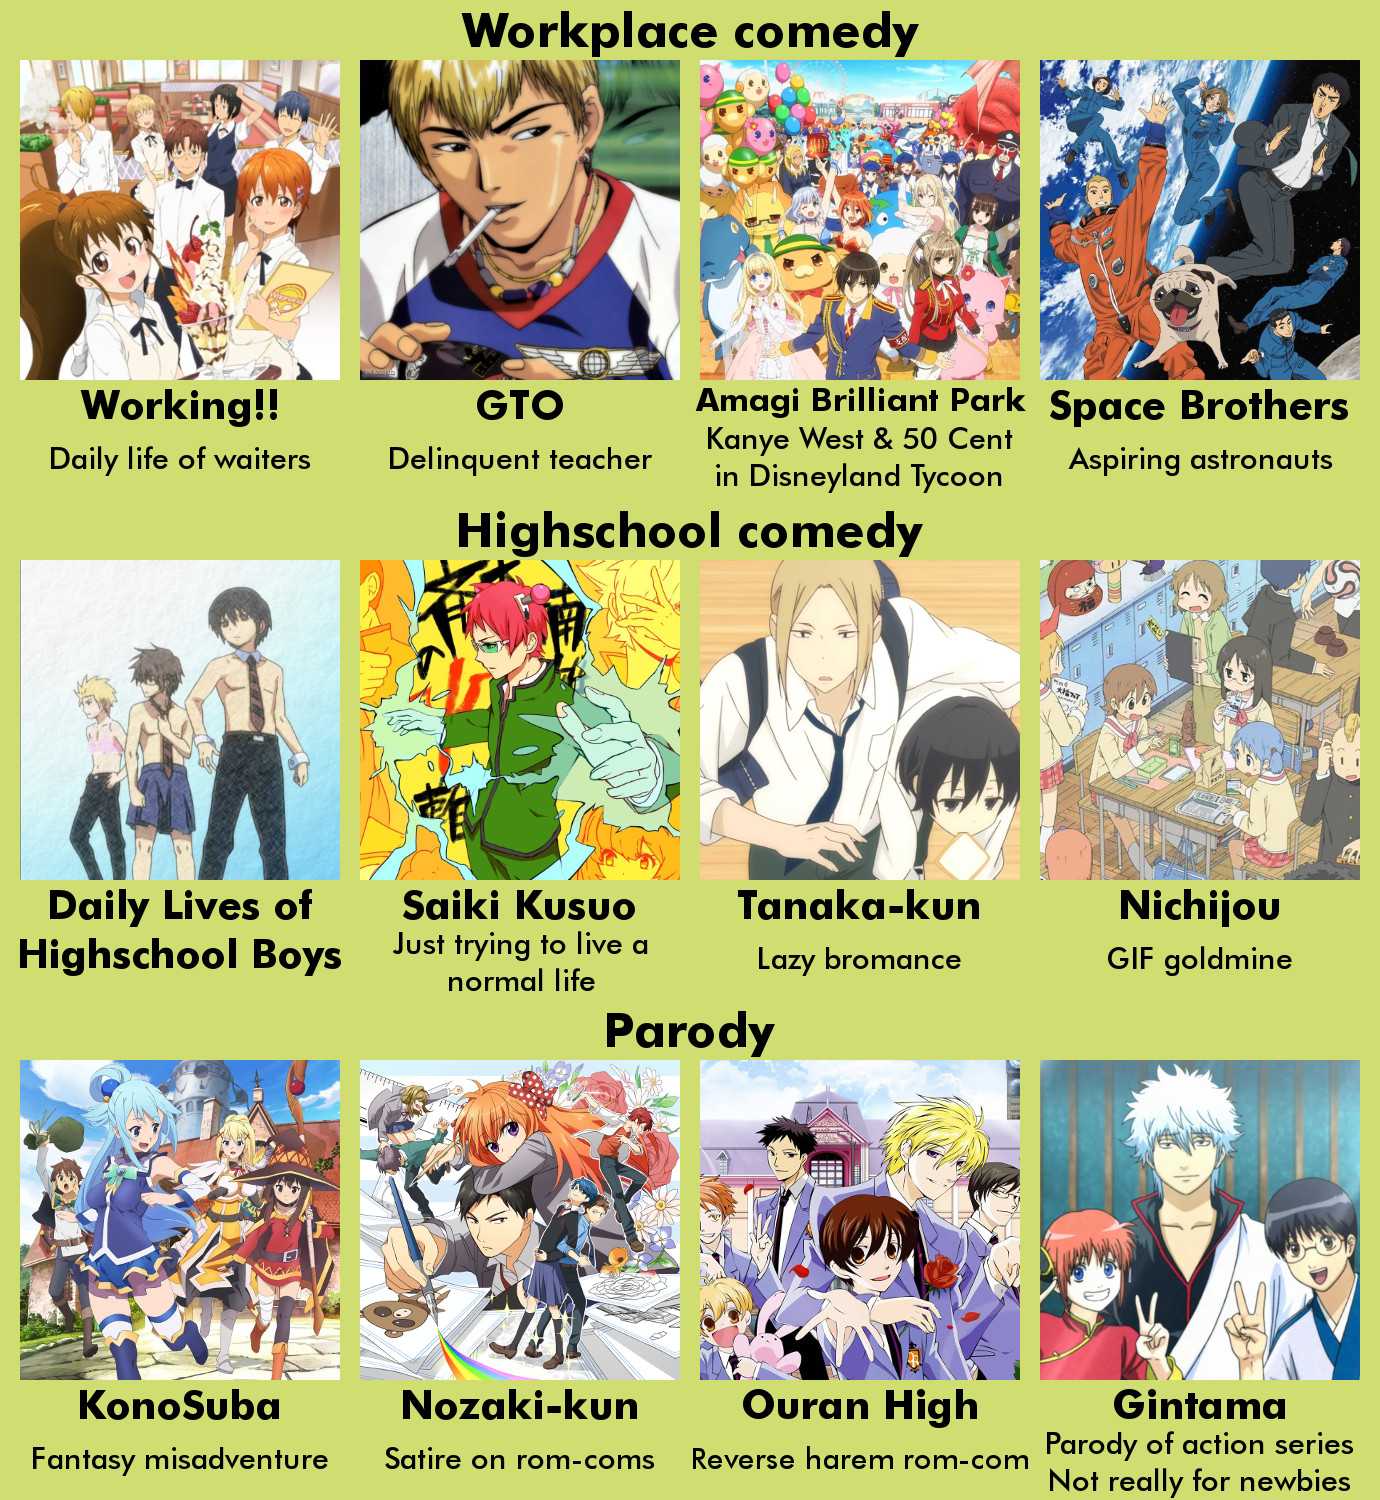 Workplace comedy
Working!!
GTO
Amagi Brilliant Park
Space Brothers
Daily life of waiters
Delinquent teacher
Kanye West & 50 Cent
in Disneyland Tycoon
Aspiring astronauts
Highschool comedy
Daily Lives of
Highschool Boys
Saiki Kusuo
Just trying to live a
normal life
Tanaka-kun
Lazy bromance
Nichijou
GIF goldmine
Parody
KonoSuba
Fantasy misadventure
Nozaki-kun
Satire on rom-coms
Ouran High
Reverse harem rom-com
Gintama
Parody of action series
Not really for newbies